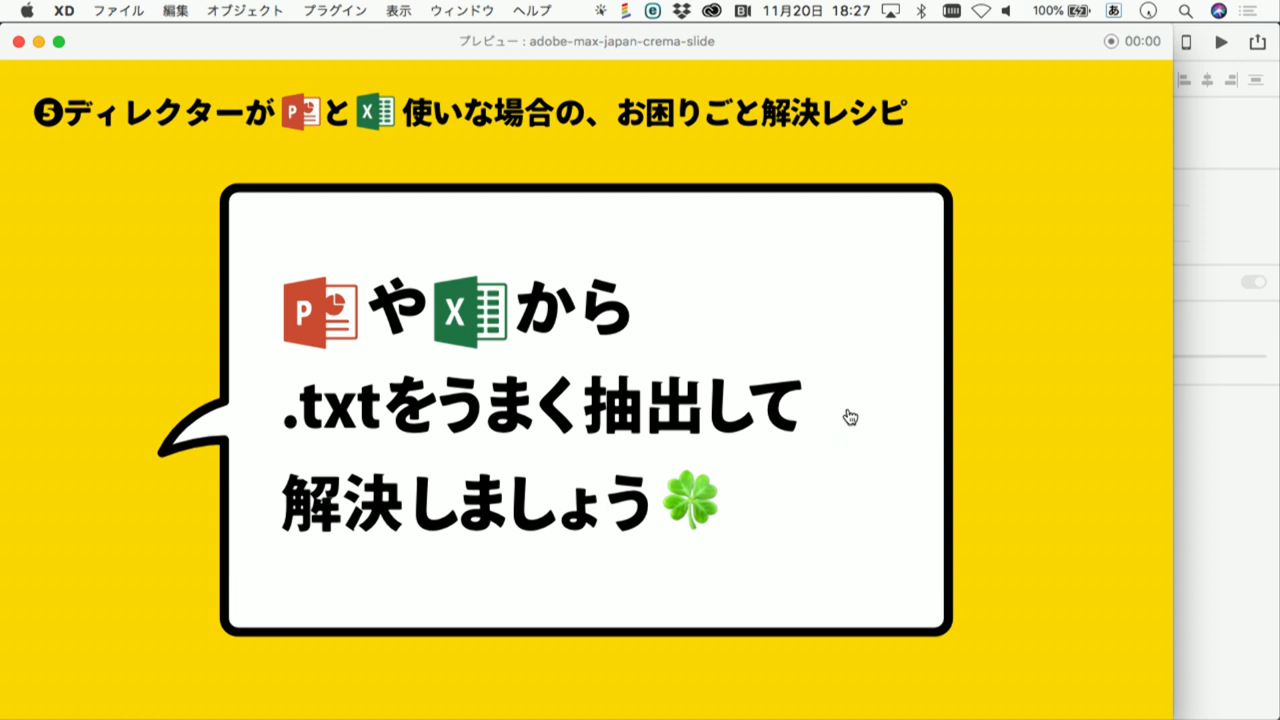 XD ファイル 編集 オブジェクト プラグイン 表示 ウィンドウ ヘルプ 11月20日 18:27 100% あ
プレビュー : adobe-max-japan-crema-slide 00:00
❺ディレクターが P と X 使いな場合の、お困りごと解決レシピ
P や X から
.txtをうまく抽出して
解決しましょう🍀